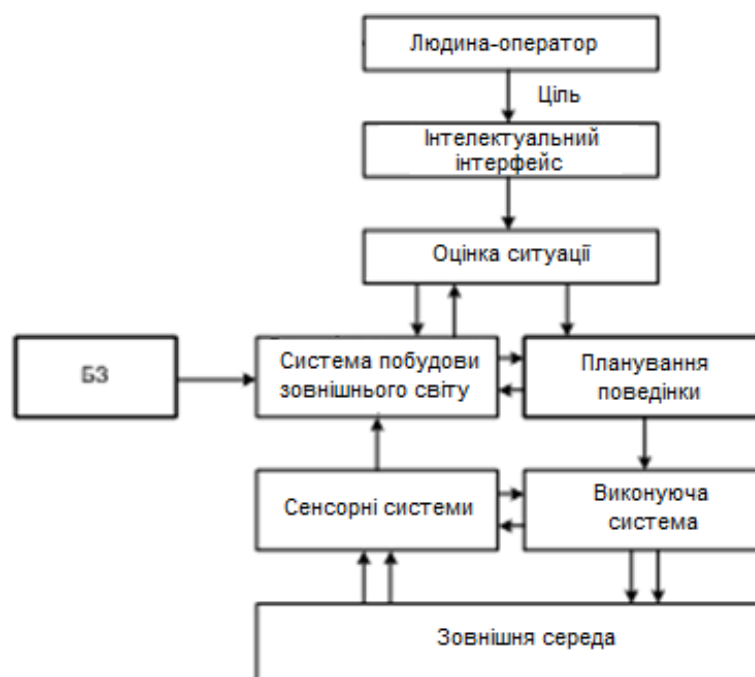 Людина-оператор
Ціль
Інтелектуальний
інтерфейс
Оцінка ситуації
БЗ
Система побудови
зовнішнього світу
Планування
поведінки
Сенсорні системи
Виконуюча
система
Зовнішня середа